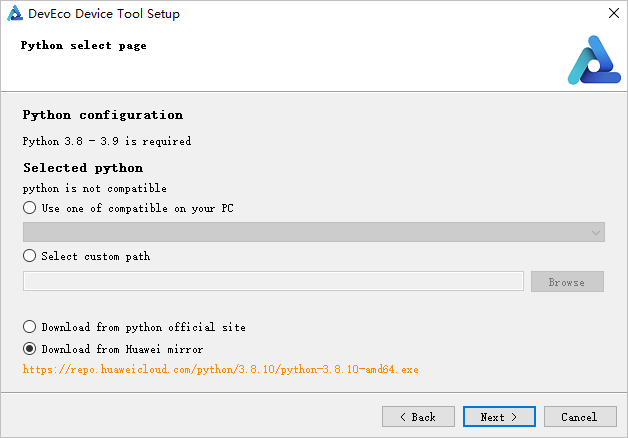 DevEco Device Tool Setup
Python select page
Python configuration
Python 3.8 - 3.9 is required
Selected python
python is not compatible
Use one of compatible on your PC
Select custom path
Browse
Download from python official site
Download from Huawei mirror
https://repo.huaweicloud.com/python/3.8.10/python-3.8.10-amd64.exe
< Back
Next >
Cancel